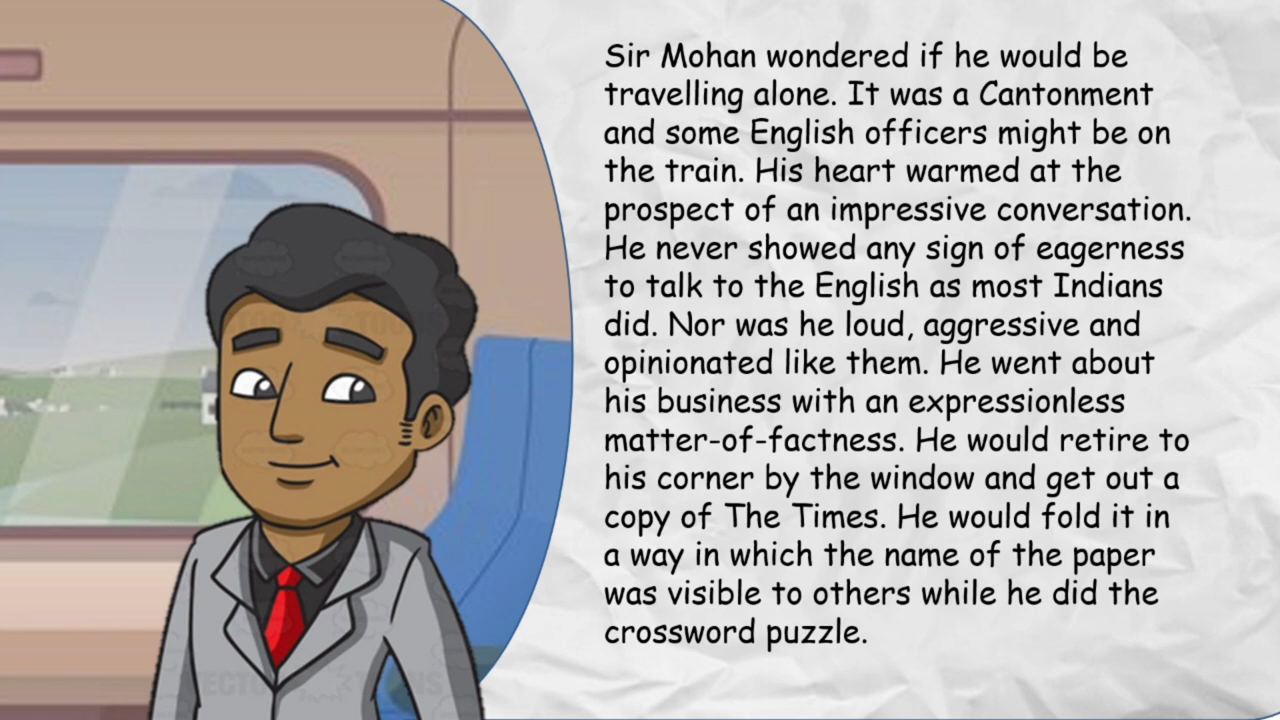 Sir Mohan wondered if he would be
travelling alone. It was a Cantonment
and some English officers might be on
the train. His heart warmed at the
prospect of an impressive conversation.
He never showed any sign of eagerness
to talk to the English as most Indians
did. Nor was he loud, aggressive and
opinionated like them. He went about
his business with an expressionless
matter-of-factness. He would retire to
his corner by the window and get out a
copy of The Times. He would fold it in
a way in which the name of the paper
was visible to others while he did the
crossword puzzle.